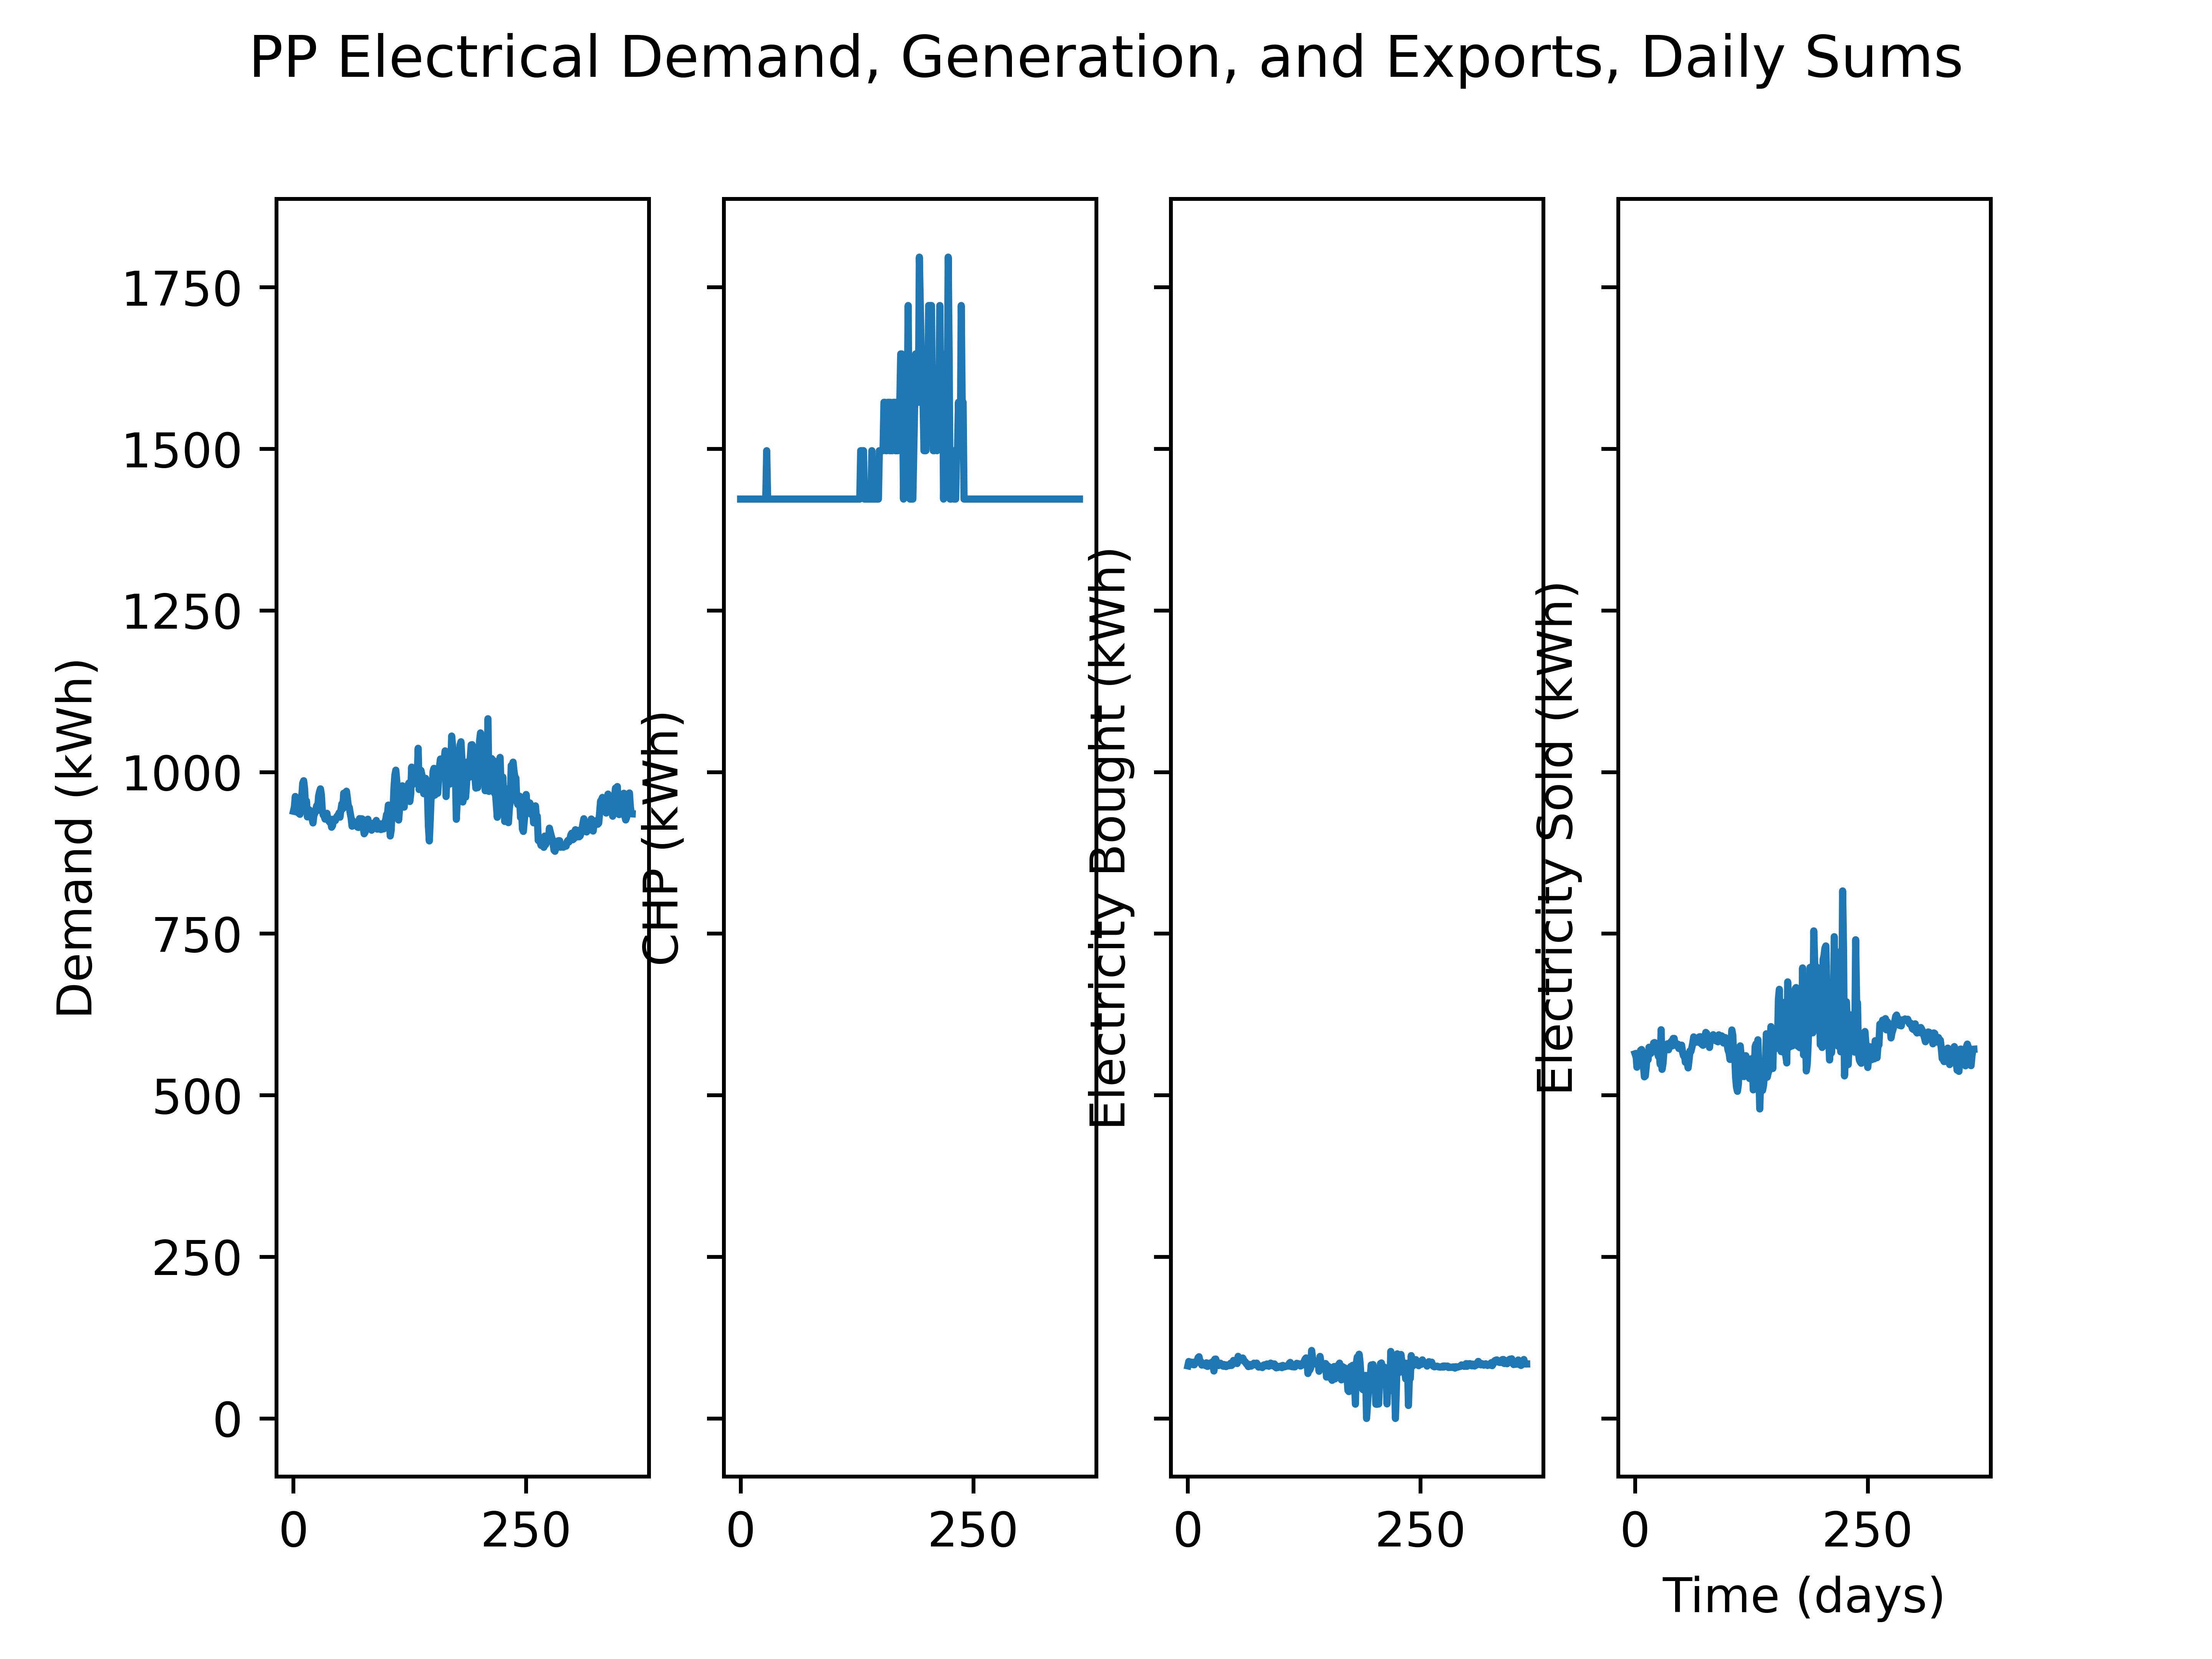 PP Electrical Demand, Generation, and Exports, Daily Sums
Demand (kWh)
1750
1500
1250
1000
750
500
250
0
0 250
CHP (kWh)
0 250
Electricity Bought (kWh)
0 250
Electricity Sold (kWh)
0 250
Time (days)